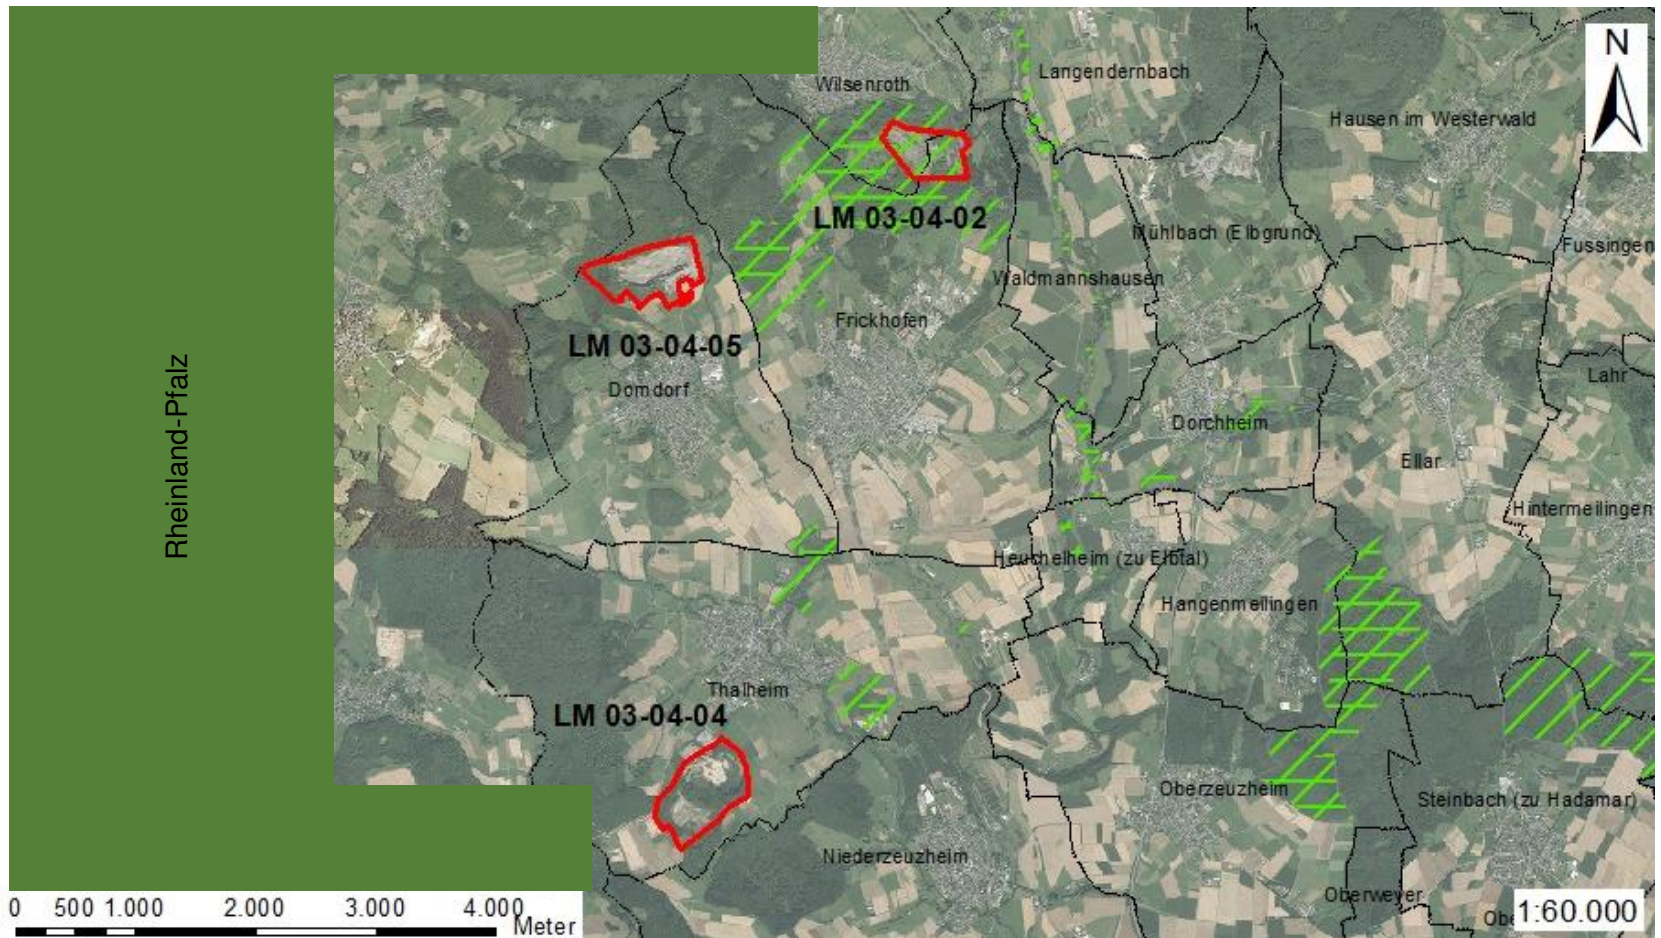 N
Langendernbach
Wilsenroth
Hausen im Westerwald
LM 03-04-02
Mühlbach (Elbgrund)
Fussingen
Waldmannshausen
Frickhofen
LM 03-04-05
Dorndorf
Lahr
Dorchheim
Ellar
Rheinland-Pfalz
Hintermeilingen
Heuchelheim (zu Elbtal)
Hangenmeilingen
Thalheim
LM 03-04-04
Oberzeuzheim
Steinbach (zu Hadamar)
Niederzeuzheim
Oberweyer
0 500 1.000 2.000 3.000 4.000
Meter
Obe
1:60.000